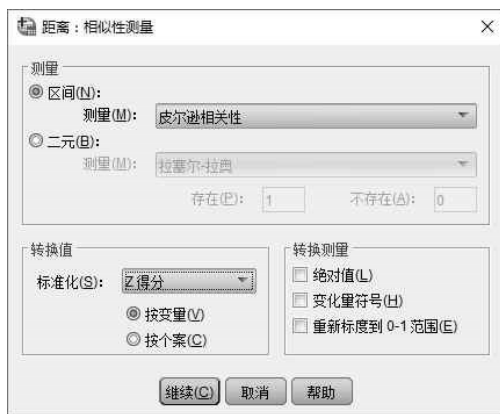 距离：相似性测量
测量
区间(N):
测量(M): 皮尔逊相关性
二元(B):
测量(M): 拉塞尔-拉奥
存在(P): 1 不存在(A): 0
转换值
标准化(S): Z 得分
按变量(V)
按个案(C)
转换测量
绝对值(L)
变化量符号(H)
重新标度到 0-1 范围(E)
继续(C) 取消 帮助